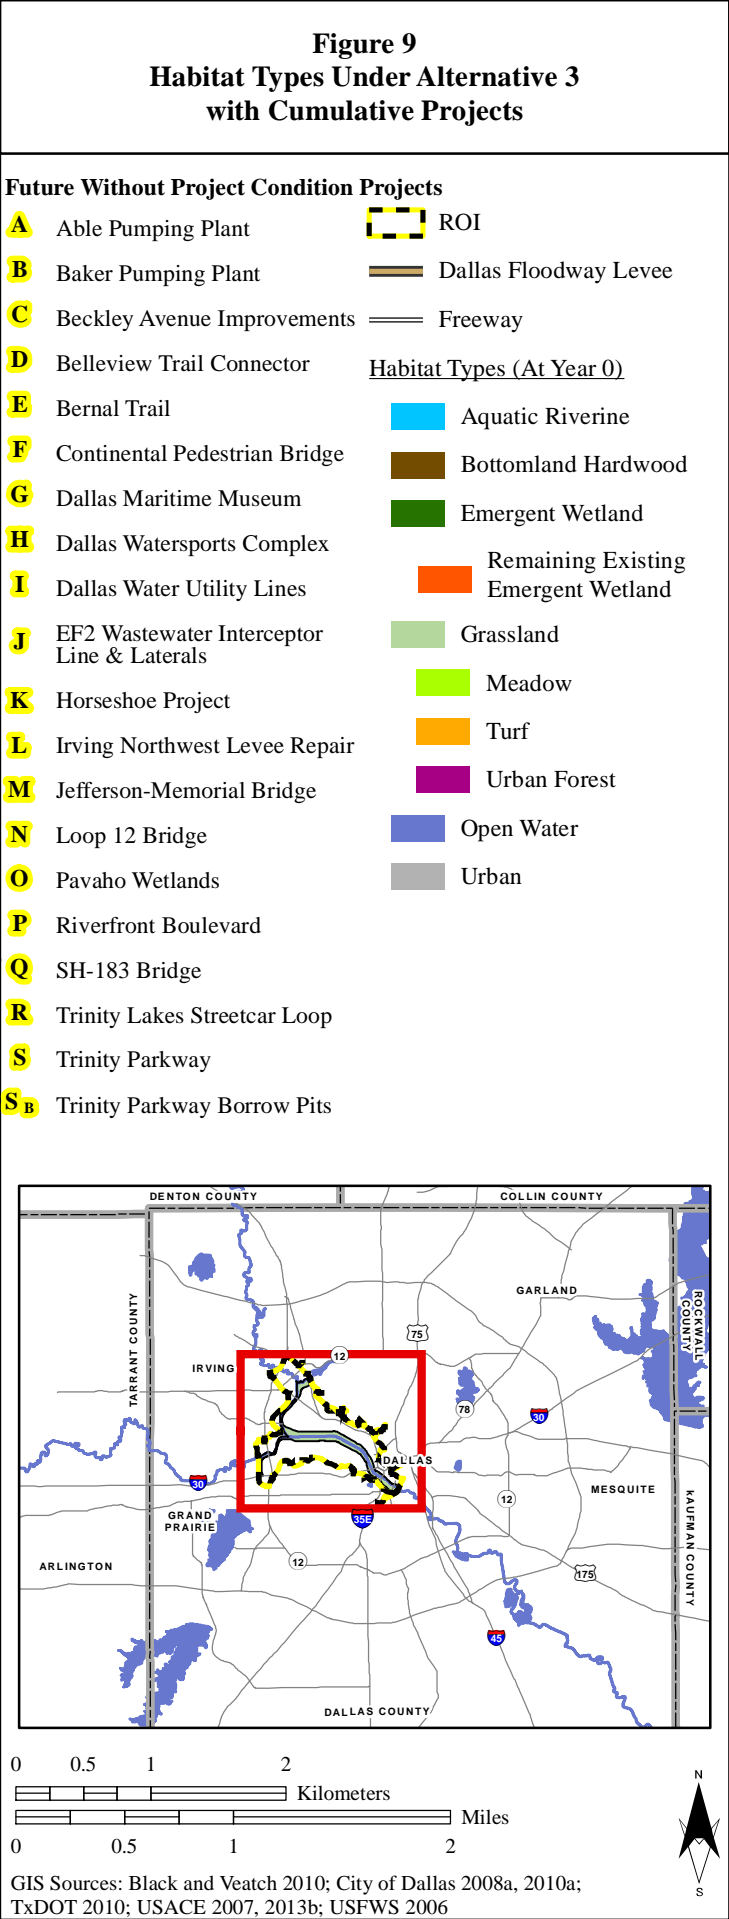 Figure 9
Habitat Types Under Alternative 3
with Cumulative Projects
Future Without Project Condition Projects
A Able Pumping Plant
B Baker Pumping Plant
C Beckley Avenue Improvements
D Belleview Trail Connector
E Bernal Trail
F Continental Pedestrian Bridge
G Dallas Maritime Museum
H Dallas Watersports Complex
I Dallas Water Utility Lines
J EF2 Wastewater Interceptor
Line & Laterals
K Horseshoe Project
L Irving Northwest Levee Repair
M Jefferson-Memorial Bridge
N Loop 12 Bridge
O Pavaho Wetlands
P Riverfront Boulevard
Q SH-183 Bridge
R Trinity Lakes Streetcar Loop
S Trinity Parkway
S B Trinity Parkway Borrow Pits
ROI
Dallas Floodway Levee
Freeway
Habitat Types (At Year 0)
Aquatic Riverine
Bottomland Hardwood
Emergent Wetland
Remaining Existing
Emergent Wetland
Grassland
Meadow
Turf
Urban Forest
Open Water
Urban
DENTON COUNTY
COLLIN COUNTY
TARRANT COUNTY
ROCKWALL
COUNTY
GARLAND
75
12
IRVING
78
30
DALLAS
30
MESQUITE
12
GRAND
PRAIRIE
35E
KAUFMAN COUNTY
12
ARLINGTON
175
45
DALLAS COUNTY
0 0.5 1 2
Kilometers
Miles
0 0.5 1 2
N
S
GIS Sources: Black and Veatch 2010; City of Dallas 2008a, 2010a;
TxDOT 2010; USACE 2007, 2013b; USFWS 2006